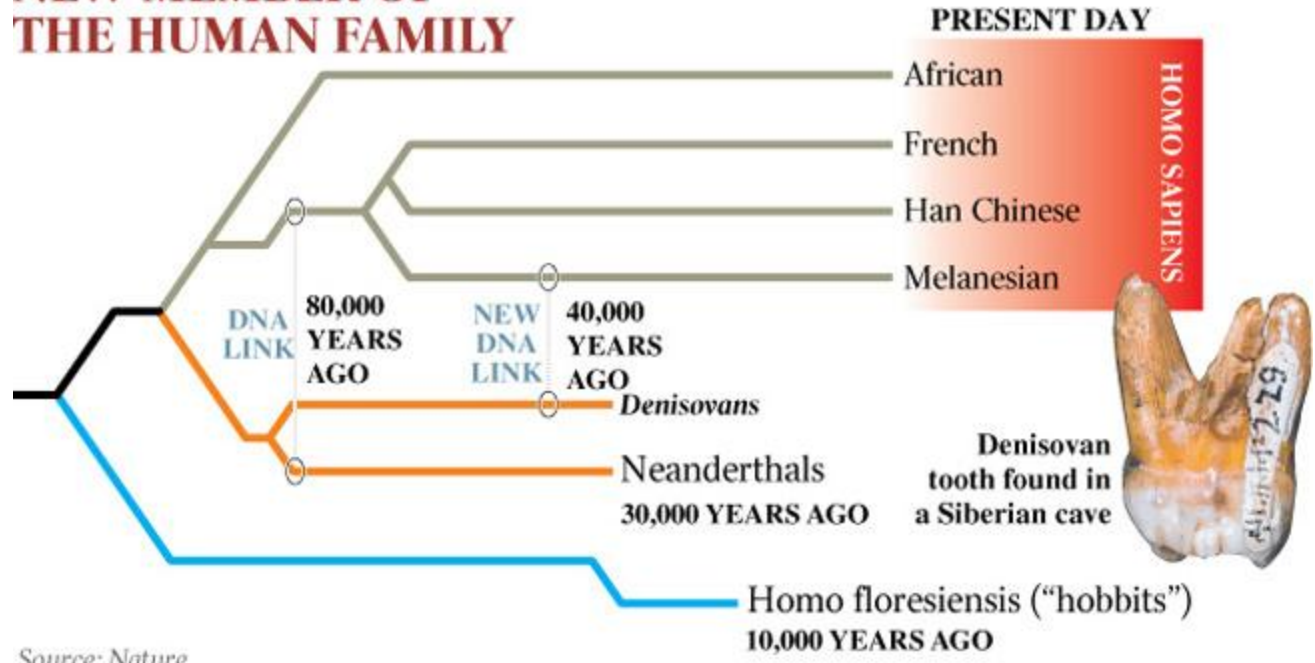 THE HUMAN FAMILY
PRESENT DAY
African
French
Han Chinese
Melanesian
HOMO SAPIENS
DNA
LINK
80,000
YEARS
AGO
NEW
DNA
LINK
40,000
YEARS
AGO
Denisovans
Neanderthals
30,000 YEARS AGO
Denisovan
tooth found in
a Siberian cave
Homo floresiensis (“hobbits”)
10,000 YEARS AGO
Source: Nature